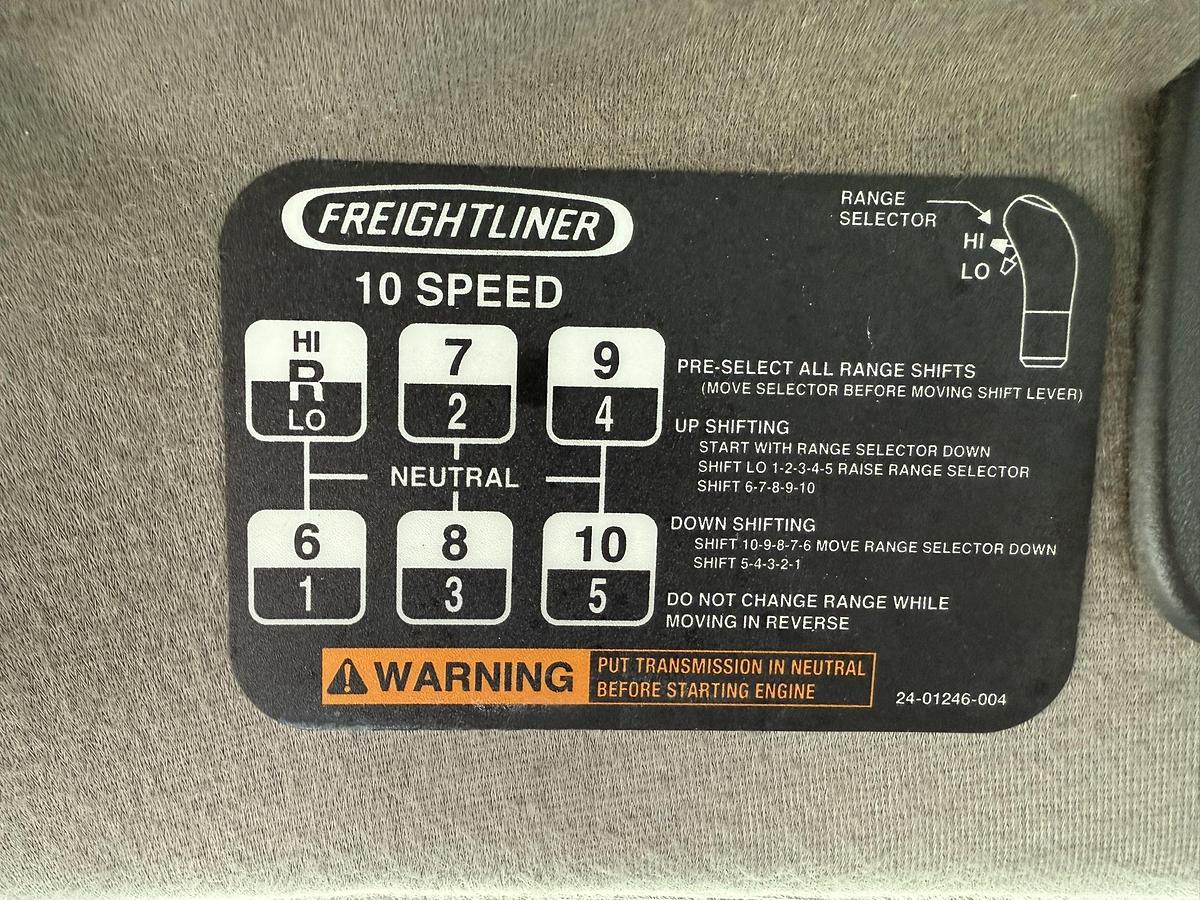 FREIGHTLINER
10 SPEED
RANGE
SELECTOR
HI
LO
HI
R
LO
7
2
9
4
NEUTRAL
6
1
8
3
10
5
PRE-SELECT ALL RANGE SHIFTS
(MOVE SELECTOR BEFORE MOVING SHIFT LEVER)
UP SHIFTING
START WITH RANGE SELECTOR DOWN
SHIFT LO 1-2-3-4-5 RAISE RANGE SELECTOR
SHIFT 6-7-8-9-10
DOWN SHIFTING
SHIFT 10-9-8-7-6 MOVE RANGE SELECTOR DOWN
SHIFT 5-4-3-2-1
DO NOT CHANGE RANGE WHILE
MOVING IN REVERSE
WARNING
PUT TRANSMISSION IN NEUTRAL
BEFORE STARTING ENGINE
24-01246-004